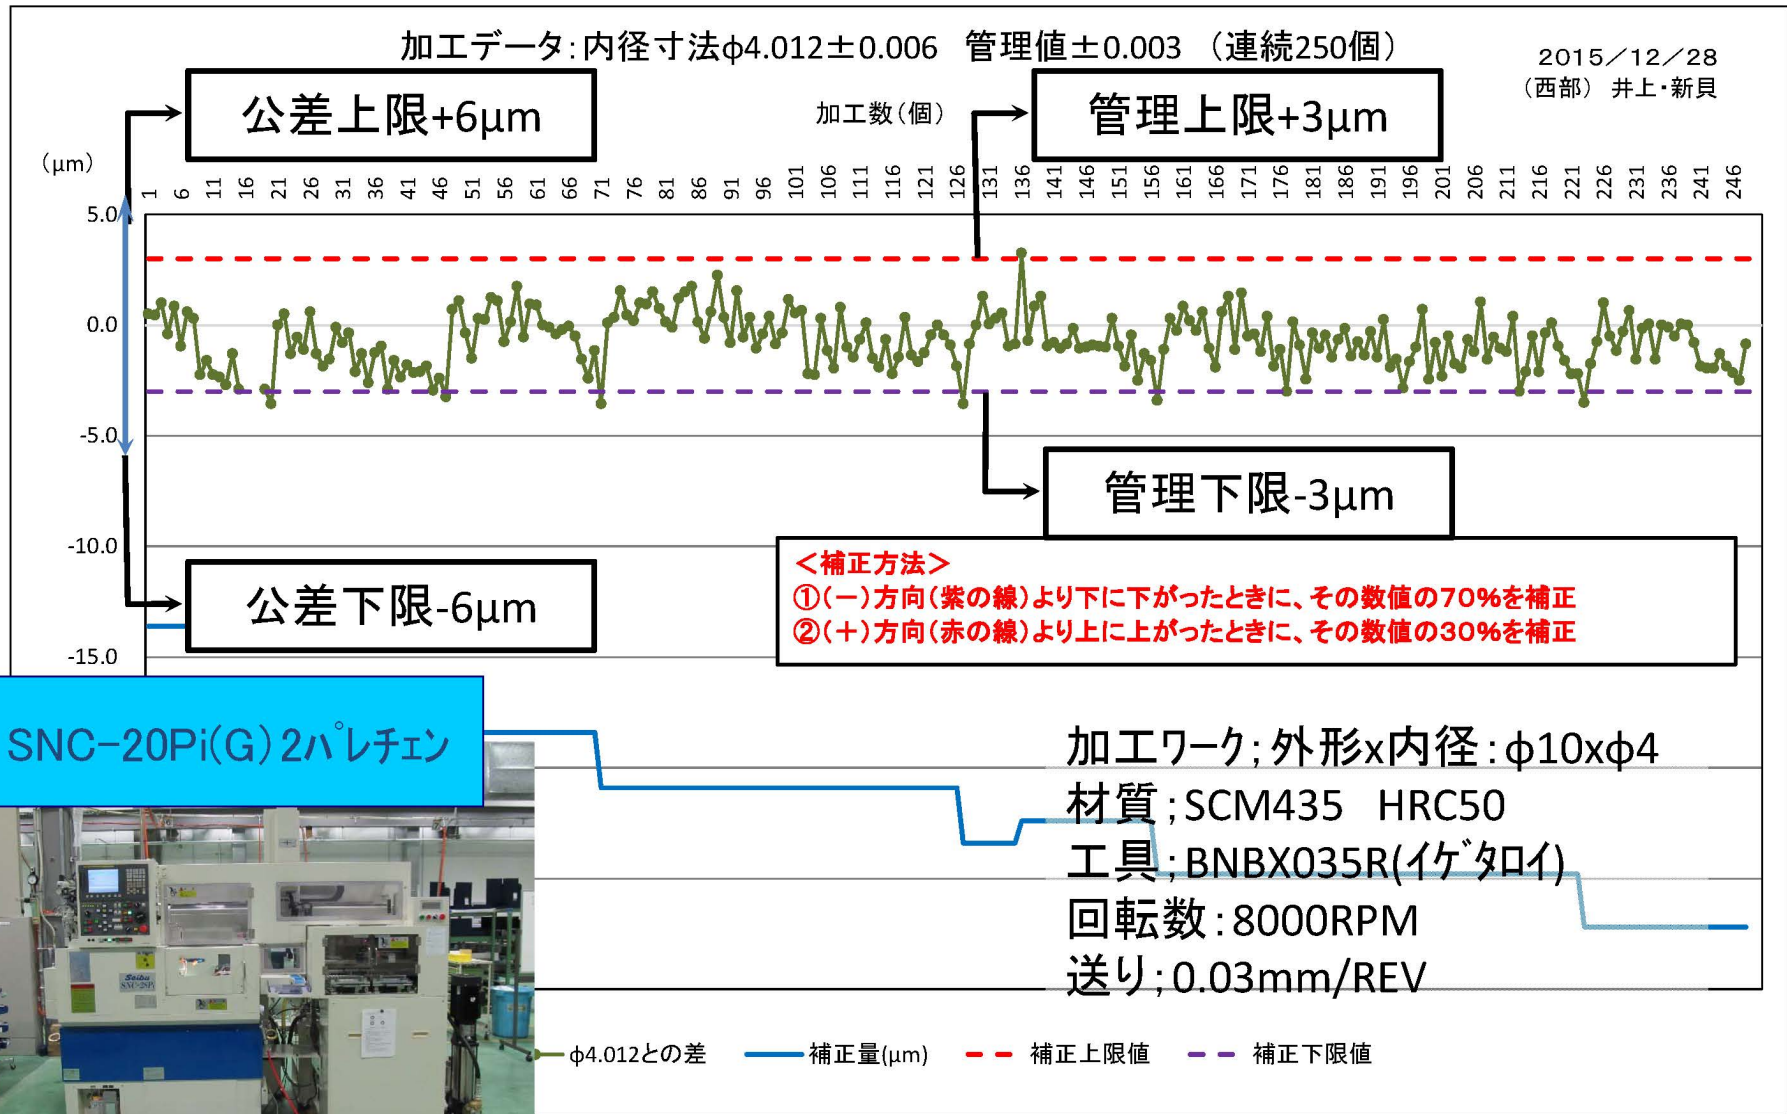 加工データ：内径寸法φ4.012±0.006　管理値±0.003　（連続250個）
2015／12／28
（西部）　井上・新貝
公差上限+6μm
加工数（個）
管理上限+3μm
（μm）
1 6 11 16 21 26 31 36 41 46 51 56 61 66 71 76 81 86 91 96 101 106 111 116 121 126 131 136 141 146 151 156 161 166 171 176 181 186 191 196 201 206 211 216 221 226 231 236 241 246
5.0
0.0
-5.0
管理下限-3μm
-10.0
＜補正方法＞
①（－）方向（紫の線）より下に下がったときに、その数値の70%を補正
②（＋）方向（赤の線）より上に上がったときに、その数値の30%を補正
公差下限-6μm
-15.0
SNC-20Pi(G) 2ﾊﾟﾚﾁｪﾝ
加工ﾜｰｸ；外形x内径：φ10xφ4
材質；SCM435　HRC50
工具；BNBX035R(ｲｹﾞﾀﾛｲ)
回転数：8000RPM
送り；0.03mm/REV
Seibu
φ4.012との差
補正量(μm)
補正上限値
補正下限値